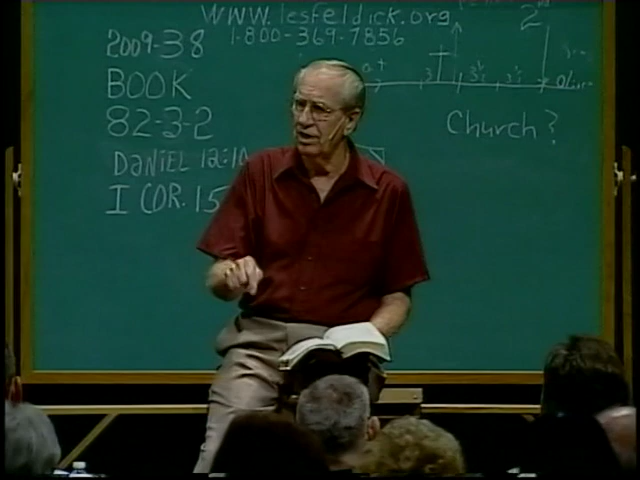 www.lesfeldick.org
1-800-369-7856
2nd
2009-38
BOOK
82-3-2
DANIEL 12:10
I COR. 15
Church?